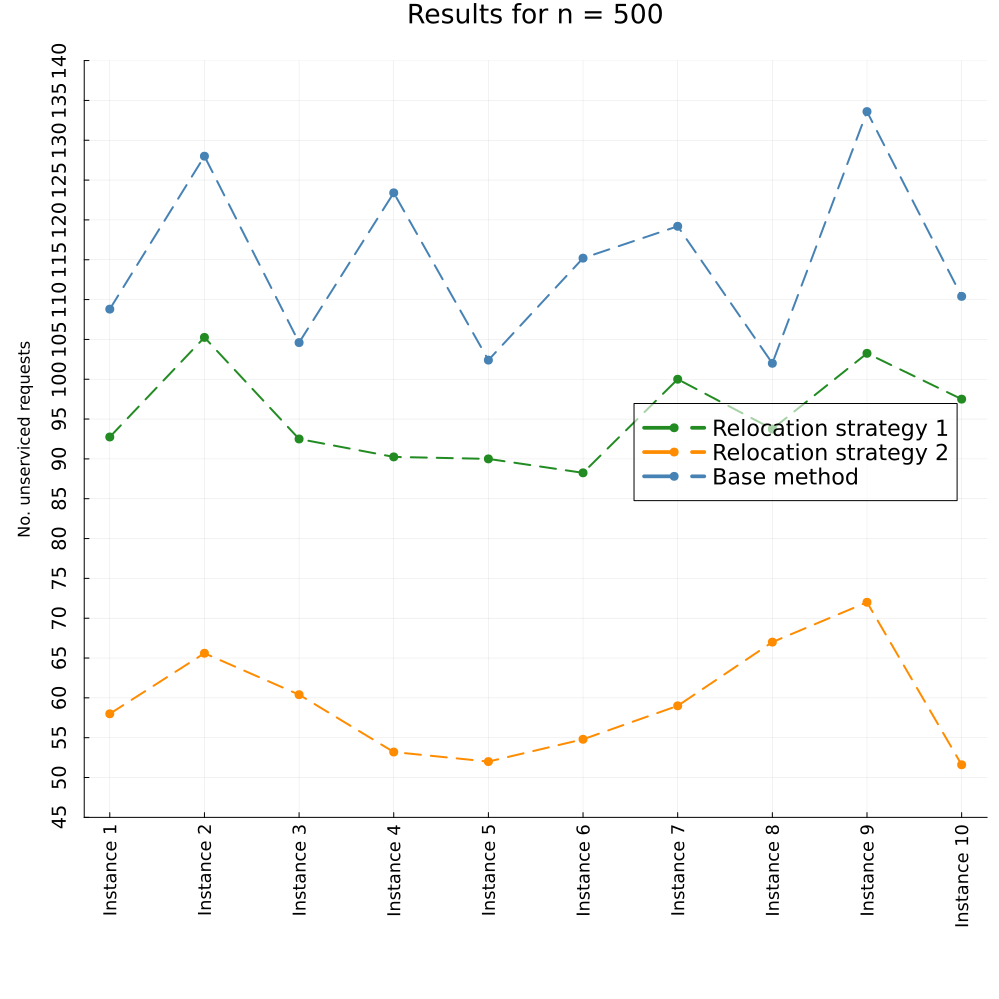 Results for n = 500
No. unserviced requests
140
135
130
125
120
115
110
105
100
95
90
85
80
75
70
65
60
55
50
45
Relocation strategy 1
Relocation strategy 2
Base method
Instance 1
Instance 2
Instance 3
Instance 4
Instance 5
Instance 6
Instance 7
Instance 8
Instance 9
Instance 10